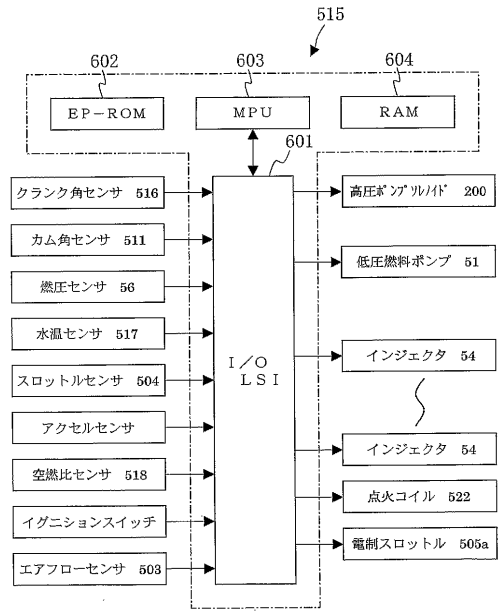 515
602
603
604
EP-ROM
MPU
RAM
601
クランク角センサ 516
カム角センサ 511
燃圧センサ 56
水温センサ 517
スロットルセンサ 504
アクセルセンサ
空燃比センサ 518
イグニションスイッチ
エアフローセンサ 503
I/O
LSI
高圧ポンプソレノイド 200
低圧燃料ポンプ 51
インジェクタ 54
インジェクタ 54
点火コイル 522
電制スロットル 505a